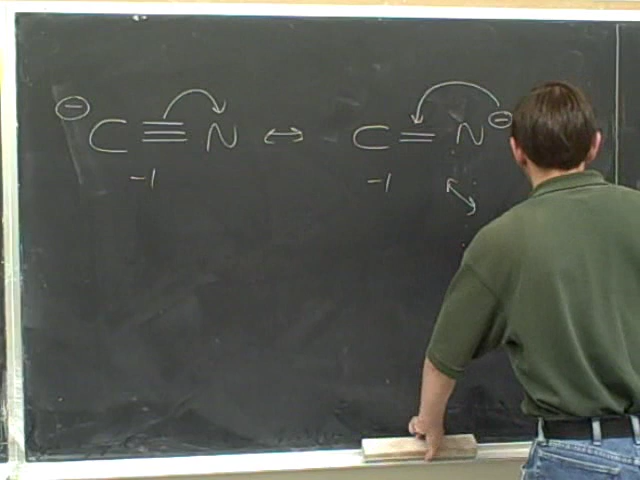 ⊖ C ≡ N ↔ C = N ⊖
-1 -1